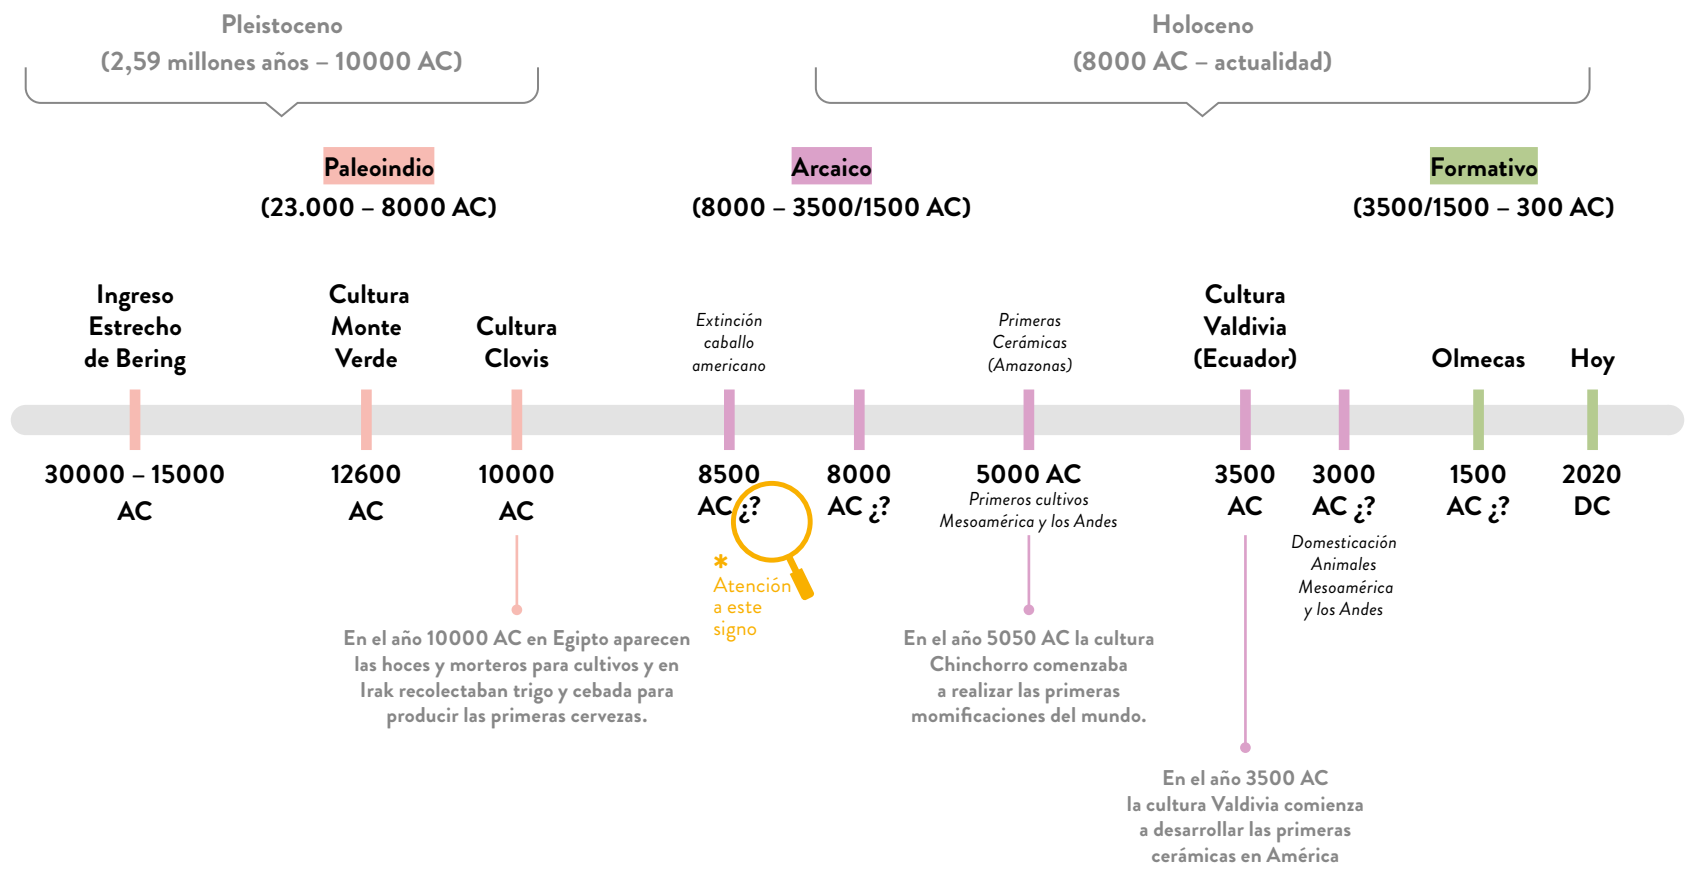 Pleistoceno
(2,59 millones años – 10000 AC)
Holoceno
(8000 AC – actualidad)
Paleoindio
(23.000 – 8000 AC)
Arcaico
(8000 – 3500/1500 AC)
Formativo
(3500/1500 – 300 AC)
Ingreso
Estrecho
de Bering
Cultura
Monte
Verde
Cultura
Clovis
Extinción
caballo
americano
Primeras
Cerámicas
(Amazonas)
Cultura
Valdivia
(Ecuador)
Olmecas
Hoy
30000 – 15000
AC
12600
AC
10000
AC
8500
AC ¿?
8000
AC ¿?
5000 AC
Primeros cultivos
Mesoamérica y los Andes
3500
AC
3000
AC ¿?
Domesticación
Animales
Mesoamérica
y los Andes
1500
AC ¿?
2020
DC
*
Atención
a este
signo
En el año 10000 AC en Egipto aparecen
las hoces y morteros para cultivos y en
Irak recolectaban trigo y cebada para
producir las primeras cervezas.
En el año 5050 AC la cultura
Chinchorro comenzaba
a realizar las primeras
momificaciones del mundo.
En el año 3500 AC
la cultura Valdivia comienza
a desarrollar las primeras
cerámicas en América